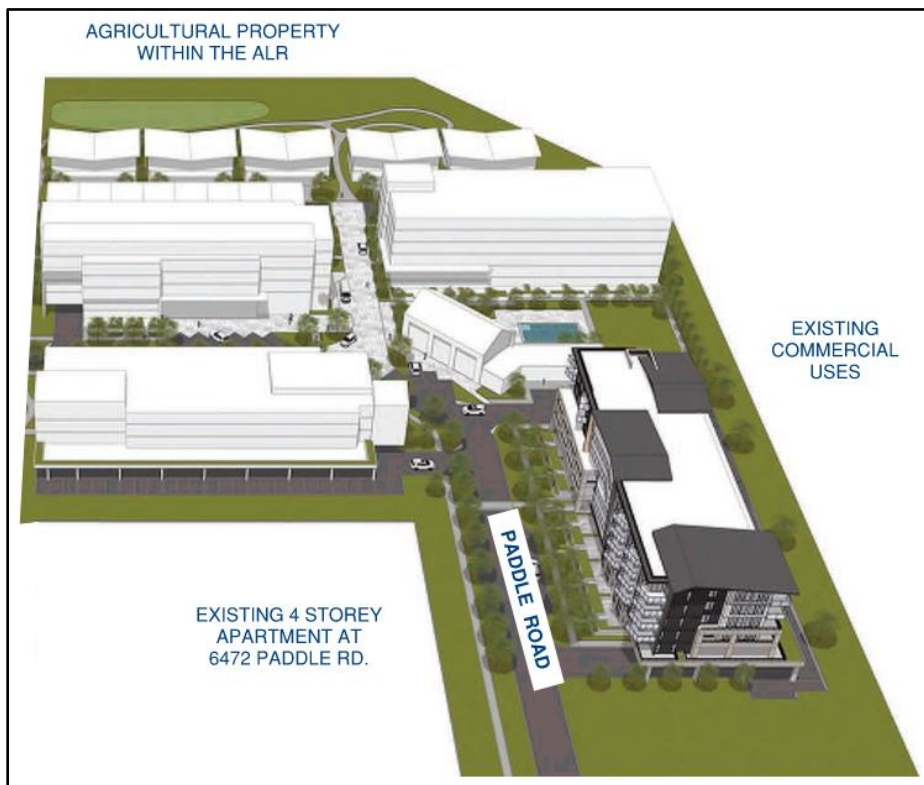 AGRICULTURAL PROPERTY
WITHIN THE ALR
EXISTING
COMMERCIAL
USES
PADDLE ROAD
EXISTING 4 STOREY
APARTMENT AT
6472 PADDLE RD.